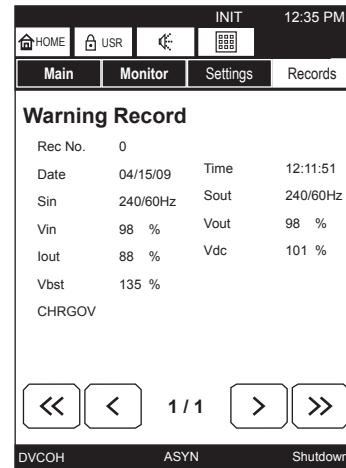 INIT 12:35 PM
HOME USR
Main Monitor Settings Records
Warning Record
Rec No. 0
Date 04/15/09 Time 12:11:51
Sin 240/60Hz Sout 240/60Hz
Vin 98 % Vout 98 %
Iout 88 % Vdc 101 %
Vbst 135 %
CHRGOV
1 / 1
DVCOH ASYN Shutdown